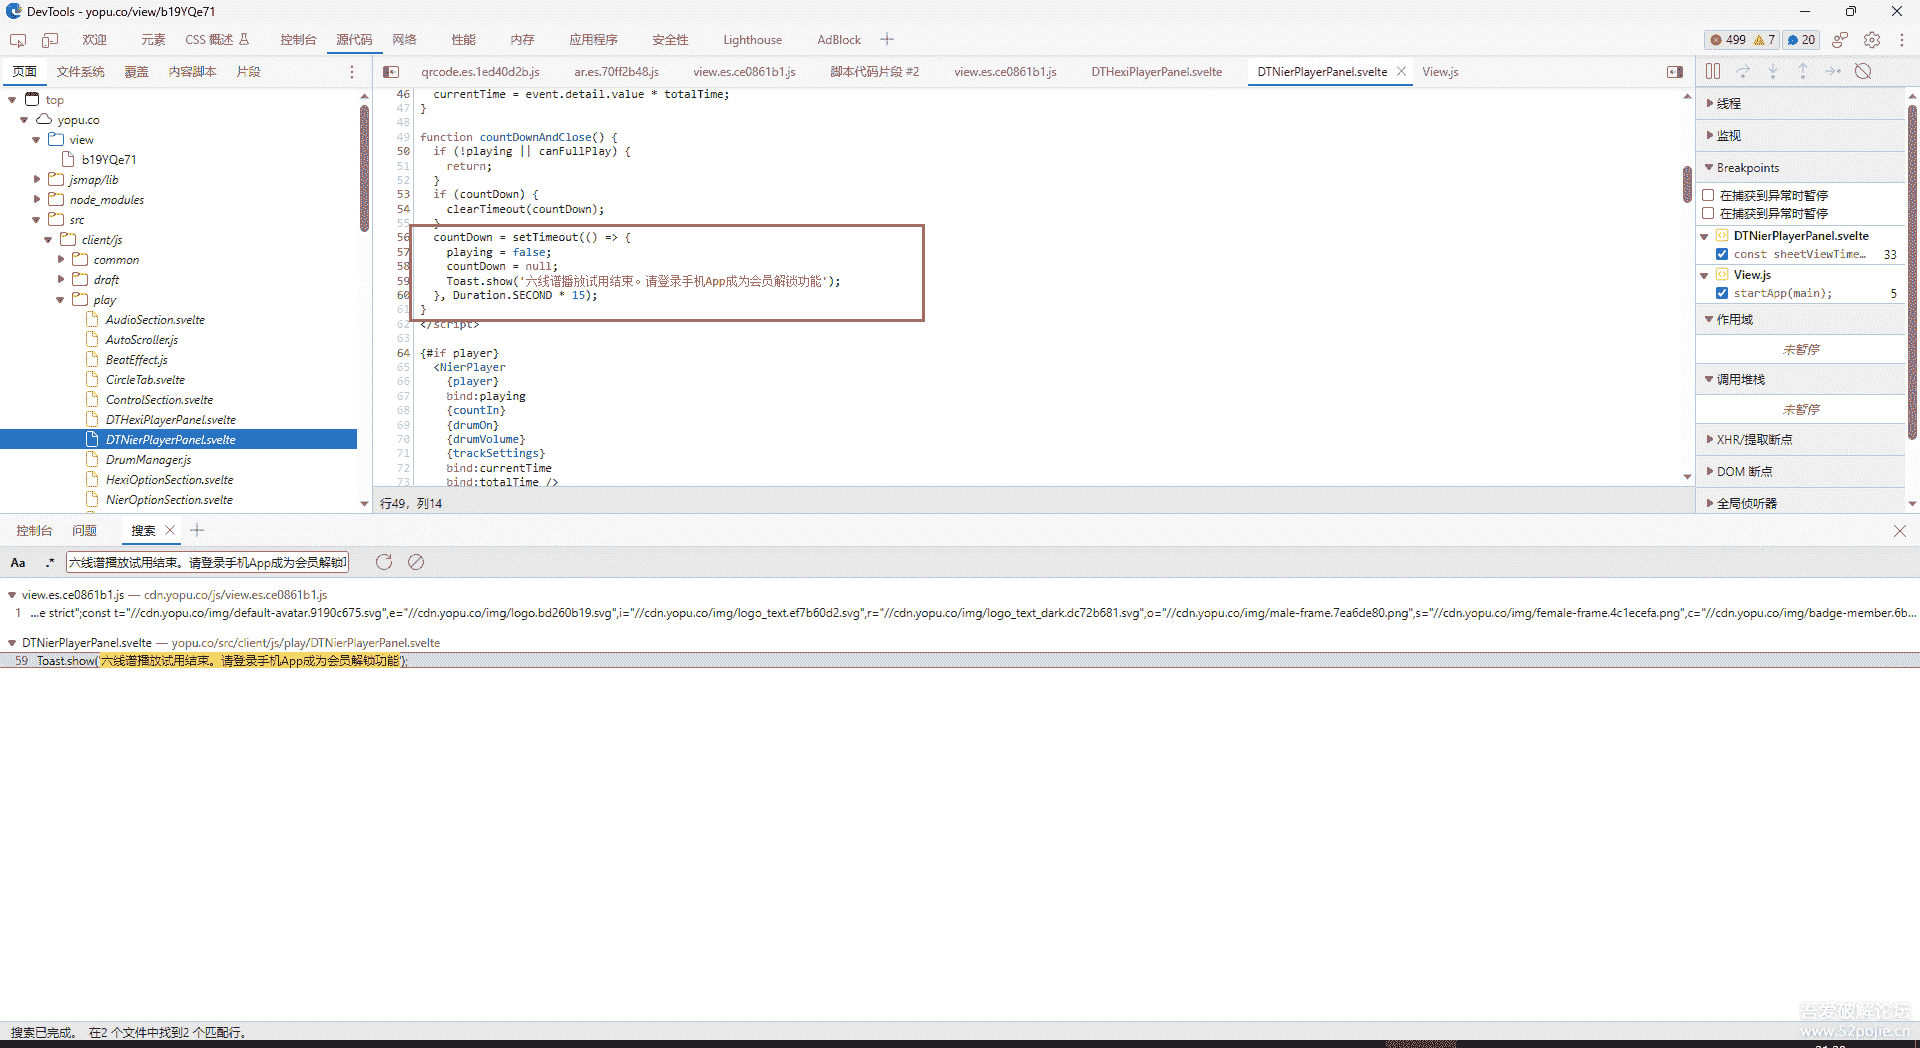 DevTools - yopu.co/view/b19YQe71
欢迎 元素 CSS 概述 控制台 源代码 网络 性能 内存 应用程序 安全性 Lighthouse AdBlock 499 7 20
页面 文件系统 覆盖 内容脚本 片段
qrcode.es.1ed40d2b.js ar.es.70ff2b48.js view.es.ce0861b1.js 脚本代码片段 #2 view.es.ce0861b1.js DTHexiPlayerPanel.svelte DTNierPlayerPanel.svelte View.js
top
yopu.co
view
b19YQe71
jsmap/lib
node_modules
src
client/js
common
draft
play
AudioSection.svelte
AutoScroller.js
BeatEffect.js
CircleTab.svelte
ControlSection.svelte
DTHexiPlayerPanel.svelte
DTNierPlayerPanel.svelte
DrumManager.js
HexiOptionSection.svelte
NierOptionSection.svelte
46 currentTime = event.detail.value * totalTime;
47 }
48
49 function countDownAndClose() {
50 if (!playing || canFullPlay) {
51 return;
52 }
53 if (countDown) {
54 clearTimeout(countDown);
55 }
56 countDown = setTimeout(() => {
57 playing = false;
58 countDown = null;
59 Toast.show('六线谱播放试用结束。请登录手机App成为会员解锁功能');
60 }, Duration.SECOND * 15);
61 }
62 </script>
63
64 {#if player}
65 <NierPlayer
66 {player}
67 bind:playing
68 {countIn}
69 {drumOn}
70 {drumVolume}
71 {trackSettings}
72 bind:currentTime
73 bind:totalTime />
行49，列14
线程
监视
Breakpoints
在捕获到异常时暂停
在捕获到异常时暂停
DTNierPlayerPanel.svelte
const sheetViewTime… 33
View.js
startApp(main); 5
作用域
未暂停
调用堆栈
未暂停
XHR/提取断点
DOM 断点
全局侦听器
控制台 问题 搜索
Aa .* 六线谱播放试用结束。请登录手机App成为会员解锁
view.es.ce0861b1.js — cdn.yopu.co/js/view.es.ce0861b1.js
1 …e strict";const t="//cdn.yopu.co/img/default-avatar.9190c675.svg",e="//cdn.yopu.co/img/logo.bd260b19.svg",i="//cdn.yopu.co/img/logo_text.ef7b60d2.svg",r="//cdn.yopu.co/img/logo_text_dark.dc72b681.svg",o="//cdn.yopu.co/img/male-frame.7ea6de80.png",s="//cdn.yopu.co/img/female-frame.4c1ecefa.png",c="//cdn.yopu.co/img/badge-member.6b…
DTNierPlayerPanel.svelte — yopu.co/src/client/js/play/DTNierPlayerPanel.svelte
59 Toast.show('六线谱播放试用结束。请登录手机App成为会员解锁功能');
搜索已完成。 在2 个文件中找到2 个匹配行。
吾爱破解论坛
www.52pojie.cn